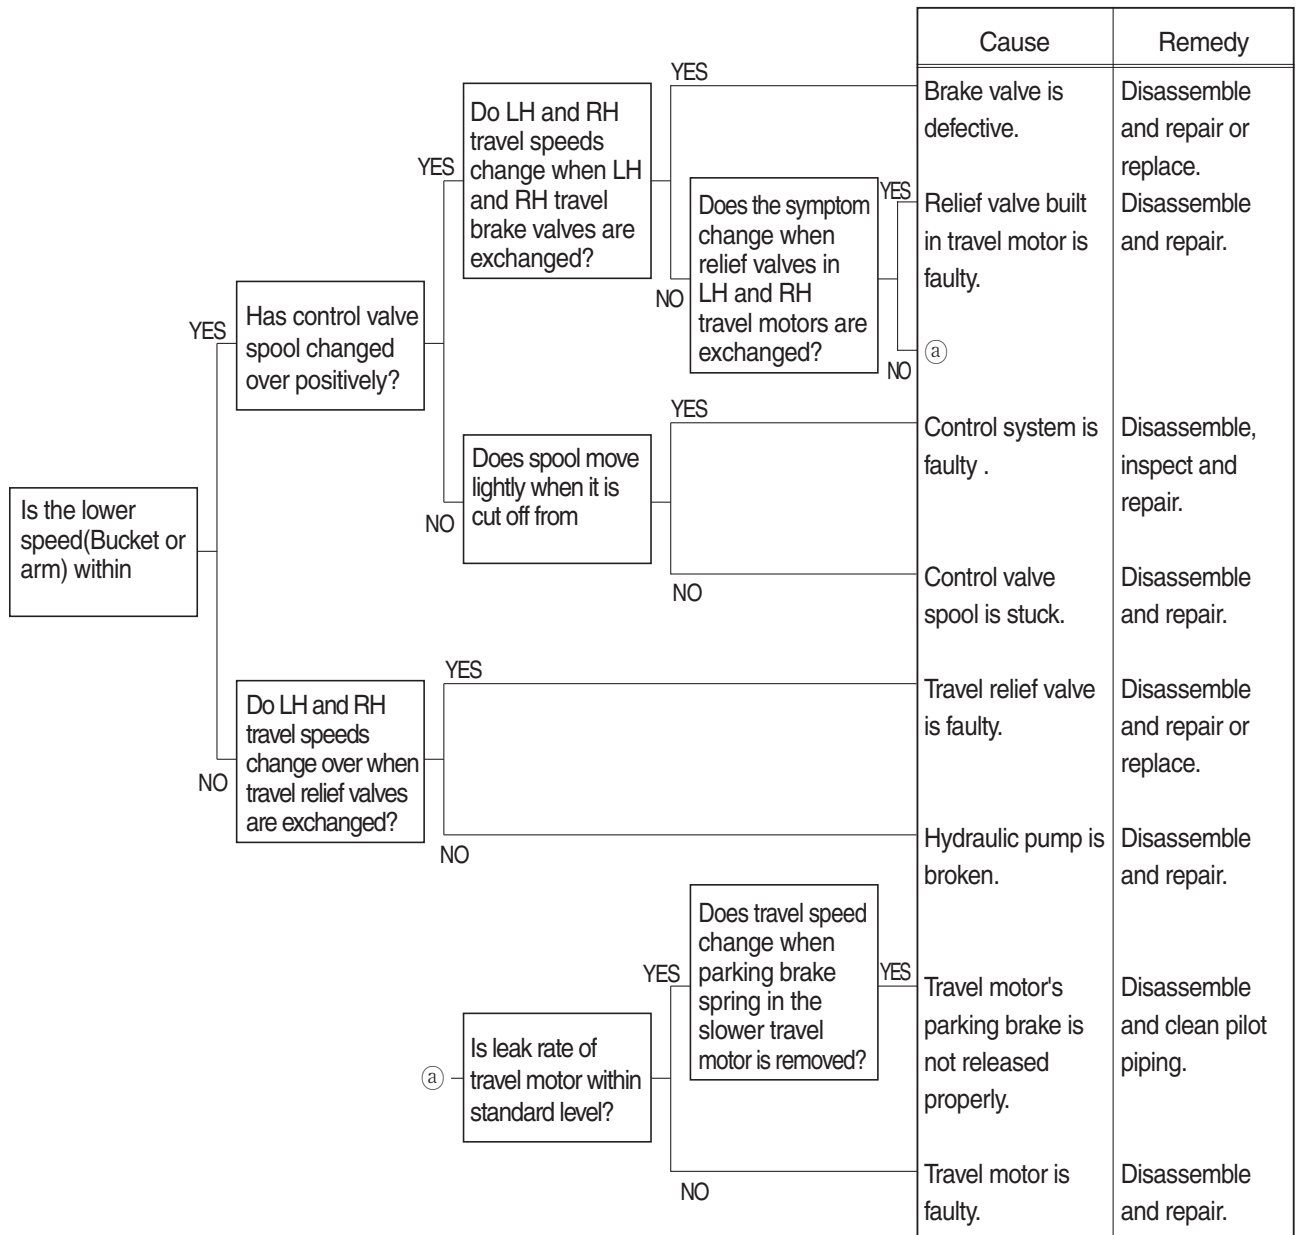 Cause
Remedy
YES
Brake valve is
defective.
Disassemble
and repair or
replace.
Do LH and RH
travel speeds
change when LH
and RH travel
brake valves are
exchanged?
YES
NO
Does the symptom
change when
relief valves in
LH and RH
travel motors are
exchanged?
YES
Relief valve built
in travel motor is
faulty.
Disassemble
and repair.
NO
ⓐ
YES
Has control valve
spool changed
over positively?
YES
Control system is
faulty .
Disassemble,
inspect and
repair.
NO
Does spool move
lightly when it is
cut off from
NO
Control valve
spool is stuck.
Disassemble
and repair.
Is the lower
speed(Bucket or
arm) within
NO
Do LH and RH
travel speeds
change over when
travel relief valves
are exchanged?
YES
Travel relief valve
is faulty.
Disassemble
and repair or
replace.
NO
Hydraulic pump is
broken.
Disassemble
and repair.
ⓐ
Is leak rate of
travel motor within
standard level?
YES
Does travel speed
change when
parking brake
spring in the
slower travel
motor is removed?
YES
Travel motor's
parking brake is
not released
properly.
Disassemble
and clean pilot
piping.
NO
Travel motor is
faulty.
Disassemble
and repair.